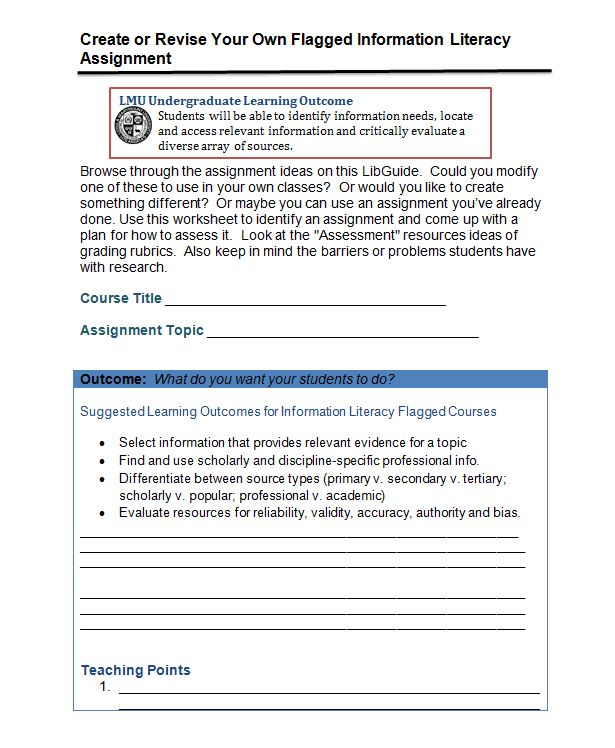 Create or Revise Your Own Flagged Information Literacy
Assignment
LMU Undergraduate Learning Outcome
Students will be able to identify information needs, locate
and access relevant information and critically evaluate a
diverse array of sources.
Browse through the assignment ideas on this LibGuide.  Could you modify
one of these to use in your own classes?  Or would you like to create
something different?  Or maybe you can use an assignment you've already
done. Use this worksheet to identify an assignment and come up with a
plan for how to assess it.  Look at the "Assessment" resources ideas of
grading rubrics.  Also keep in mind the barriers or problems students have
with research.
Course Title
Assignment Topic
Outcome:  What do you want your students to do?
Suggested Learning Outcomes for Information Literacy Flagged Courses
• Select information that provides relevant evidence for a topic
• Find and use scholarly and discipline-specific professional info.
• Differentiate between source types (primary v. secondary v. tertiary;
scholarly v. popular; professional v. academic)
• Evaluate resources for reliability, validity, accuracy, authority and bias.
Teaching Points
1.